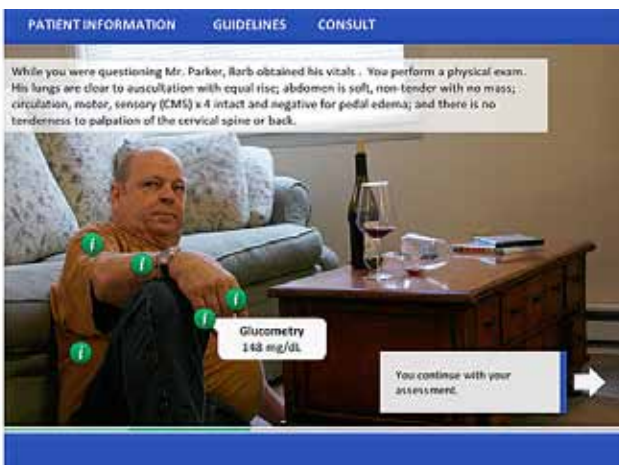 PATIENT INFORMATION GUIDELINES CONSULT
While you were questioning Mr. Parker, Barb obtained his vitals . You perform a physical exam.
His lungs are clear to auscultation with equal rise; abdomen is soft, non-tender with no mass;
circulation, motor, sensory (CMS) x 4 intact and negative for pedal edema; and there is no
tenderness to palpation of the cervical spine or back.
i
i
i
i
Glucometry
148 mg/dL
i
You continue with your
assessment.